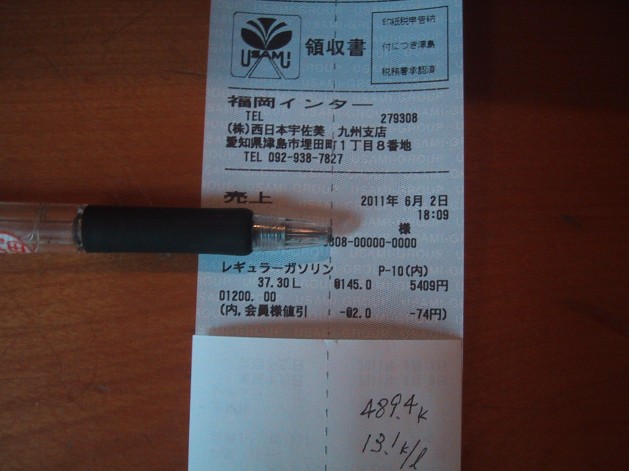 USAMI
領収書
印紙税申告納
付につき津島
税務署承認済
福岡インター
TEL 279308
(株)西日本宇佐美 九州支店
愛知県津島市埋田町1丁目8番地
TEL 092-938-7827
売上 2011年 6月 2日
18:09
様
808-00000-0000
レギュラーガソリン P-10(内)
37.30L @145.0 5409円
01200. 00
(内,会員様値引 -@2.0 -74円)
489.4K
13.1K/l